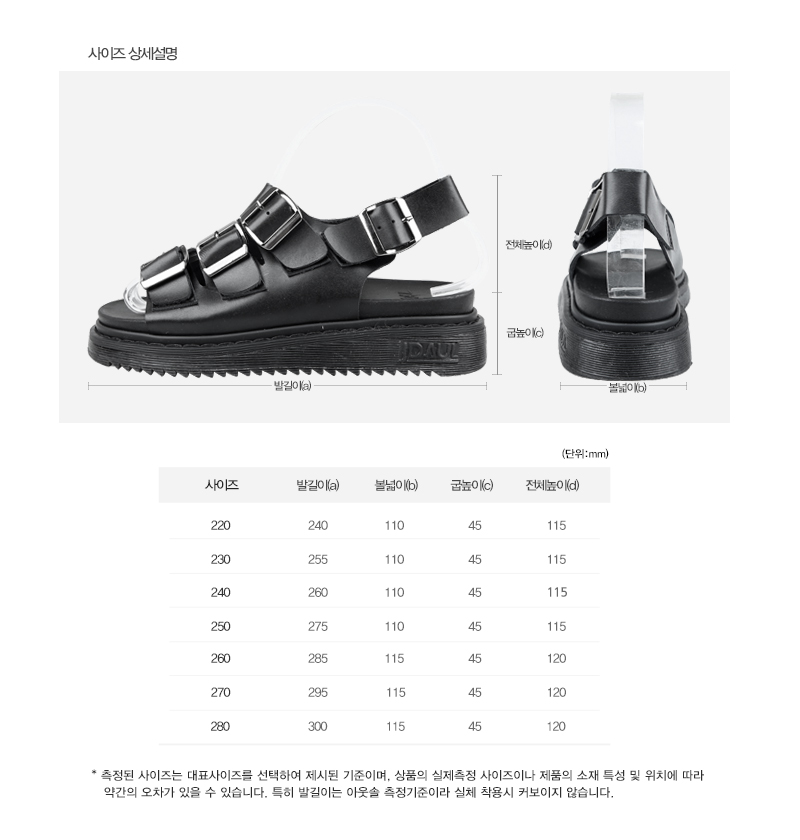 사이즈 상세설명
전체높이(d)
굽높이(c)
IDAUL
발길이(a)
볼넓이(b)
(단위:mm)
사이즈 발길이(a) 볼넓이(b) 굽높이(c) 전체높이(d)
220 240 110 45 115
230 255 110 45 115
240 260 110 45 115
250 275 110 45 115
260 285 115 45 120
270 295 115 45 120
280 300 115 45 120
* 측정된 사이즈는 대표사이즈를 선택하여 제시된 기준이며, 상품의 실제측정 사이즈이나 제품의 소재 특성 및 위치에 따라
약간의 오차가 있을 수 있습니다. 특히 발길이는 아웃솔 측정기준이라 실체 착용시 커보이지 않습니다.